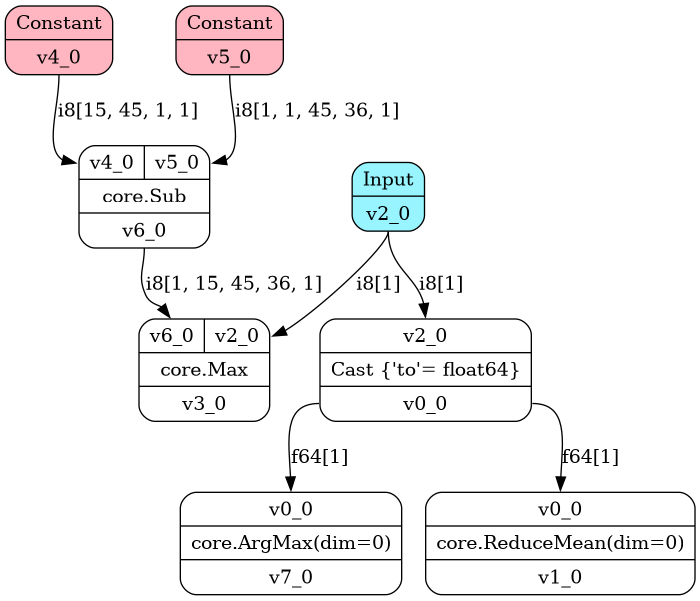 Constant
v4_0
Constant
v5_0
i8[15, 45, 1, 1]
i8[1, 1, 45, 36, 1]
v4_0
v5_0
core.Sub
v6_0
Input
v2_0
i8[1, 15, 45, 36, 1]
i8[1]
i8[1]
v6_0
v2_0
core.Max
v3_0
v2_0
Cast {'to'= float64}
v0_0
f64[1]
f64[1]
v0_0
core.ArgMax(dim=0)
v7_0
v0_0
core.ReduceMean(dim=0)
v1_0